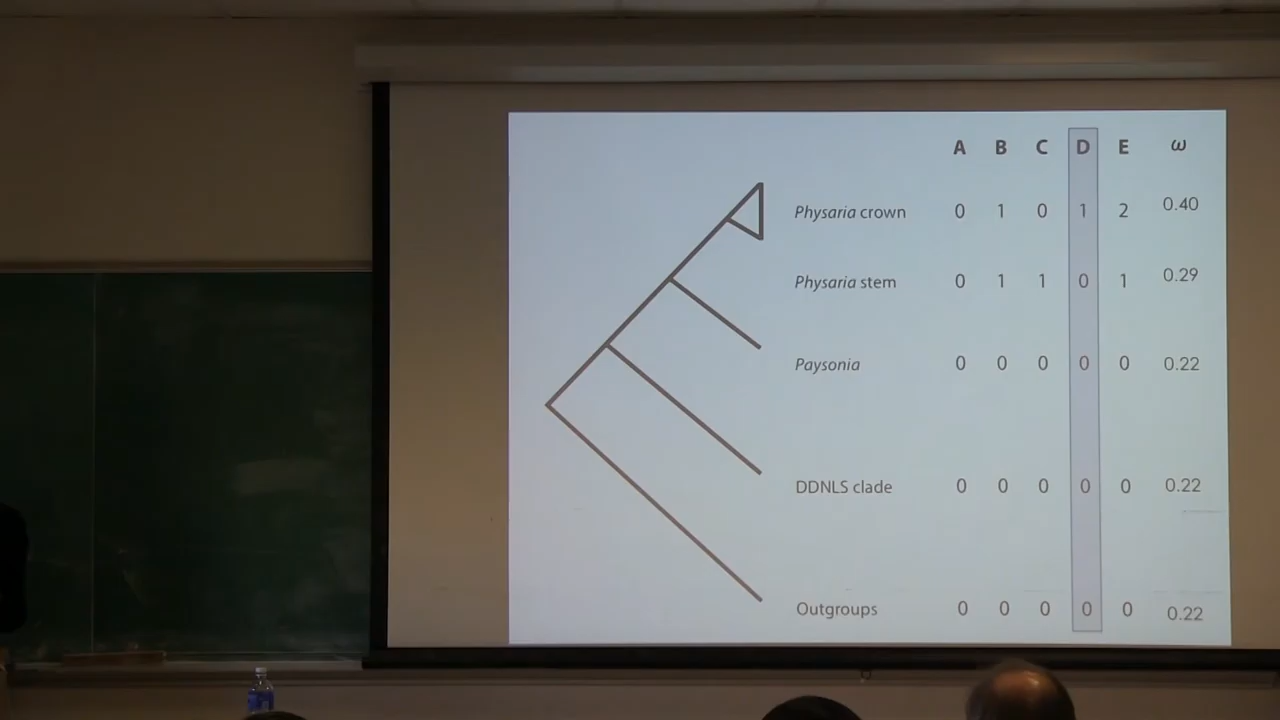 A B C D E ω
Physaria crown 0 1 0 1 2 0.40
Physaria stem 0 1 1 0 1 0.29
Paysonia 0 0 0 0 0 0.22
DDNLS clade 0 0 0 0 0 0.22
Outgroups 0 0 0 0 0 0.22